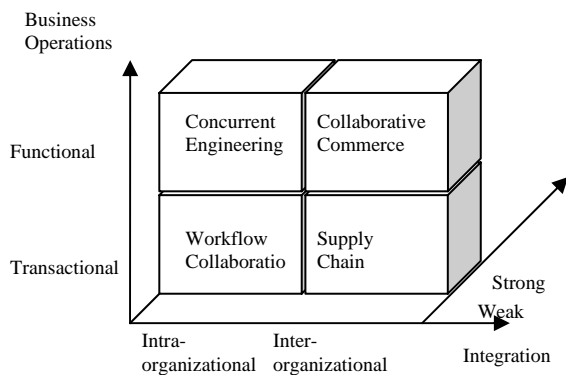 Business
Operations
Concurrent
Engineering
Collaborative
Commerce
Functional
Workflow
Collaboratio
Supply
Chain
Transactional
Strong
Weak
Intra-
organizational
Inter-
organizational
Integration